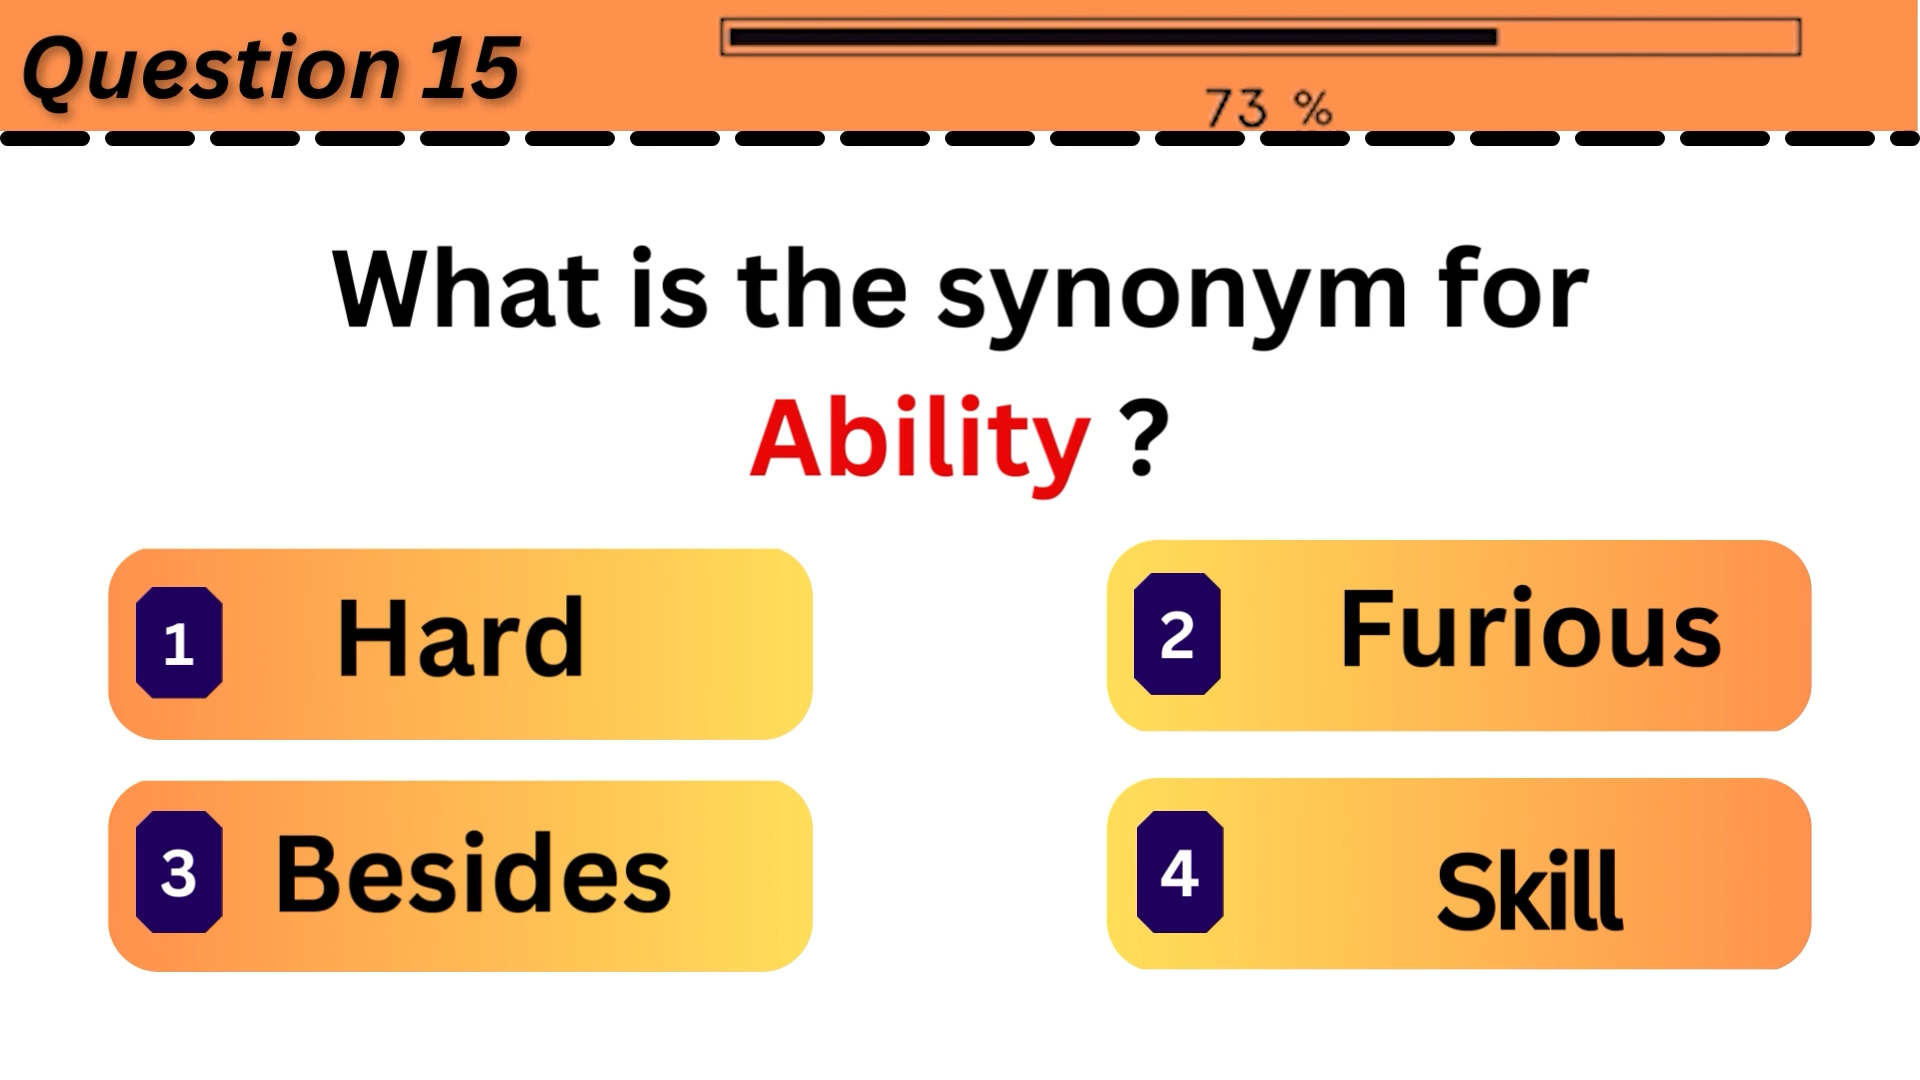 Question 15
73 %
What is the synonym for
Ability ?
1 Hard
2 Furious
3 Besides
4 Skill